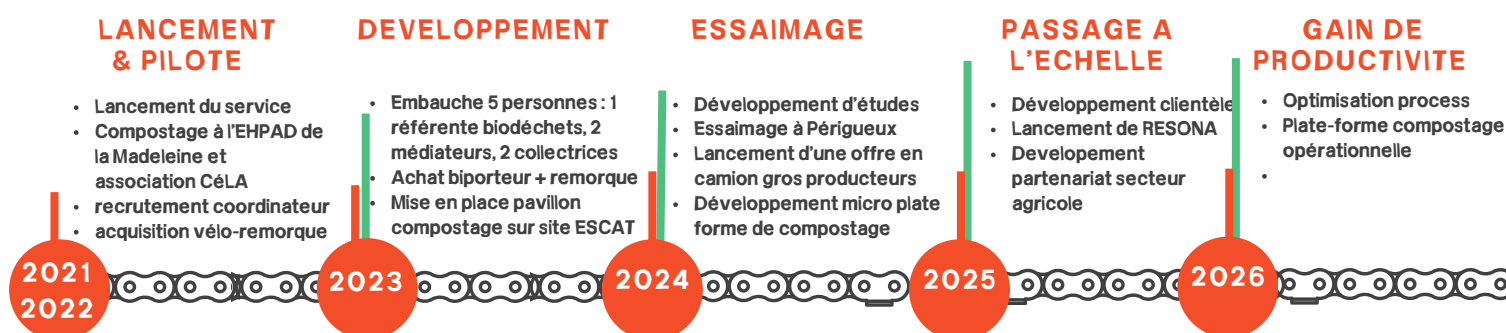 LANCEMENT
& PILOTE
• Lancement du service
• Compostage à l'EHPAD de
la Madeleine et
association CéLA
• recrutement coordinateur
• acquisition vélo-remorque
2021
2022
DEVELOPPEMENT
• Embauche 5 personnes : 1
référente biodéchets, 2
médiateurs, 2 collectrices
• Achat biporteur + remorque
• Mise en place pavillon
compostage sur site ESCAT
2023
ESSAIMAGE
• Développement d'études
• Essaimage à Périgueux
• Lancement d'une offre en
camion gros producteurs
• Développement micro plate
forme de compostage
2024
PASSAGE A
L'ECHELLE
• Développement clientèle
• Lancement de RESONA
• Developement
partenariat secteur
agricole
2025
GAIN DE
PRODUCTIVITE
• Optimisation process
• Plate-forme compostage
opérationnelle
•
2026